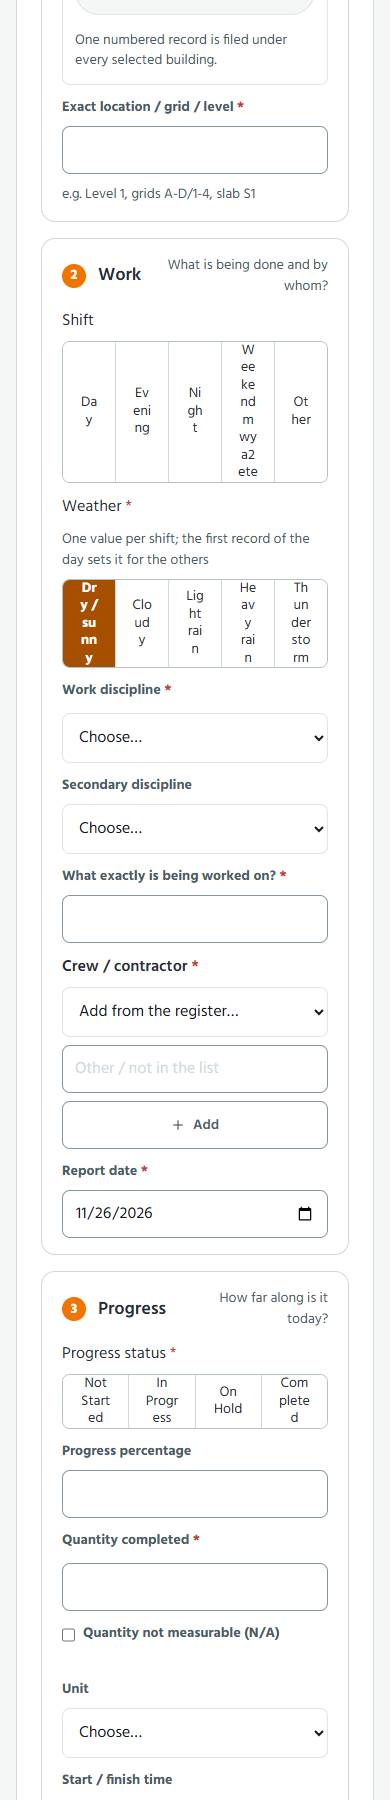 One numbered record is filed under
every selected building.
Exact location / grid / level *
e.g. Level 1, grids A-D/1-4, slab S1
2 Work
What is being done and by
whom?
Shift
Da
y
Ev
eni
ng
Ni
gh
t
W
ee
ke
nd
m
wy
a2
ete
Ot
her
Weather *
One value per shift; the first record of the
day sets it for the others
Dr
y /
su
nn
y
Clo
ud
y
Lig
ht
rai
n
He
av
y
rai
n
Th
un
der
sto
rm
Work discipline *
Choose...
Secondary discipline
Choose...
What exactly is being worked on? *
Crew / contractor *
Add from the register...
Other / not in the list
+ Add
Report date *
11/26/2026
3 Progress
How far along is it
today?
Progress status *
Not
Start
ed
In
Progr
ess
On
Hold
Com
plete
d
Progress percentage
Quantity completed *
Quantity not measurable (N/A)
Unit
Choose...
Start / finish time